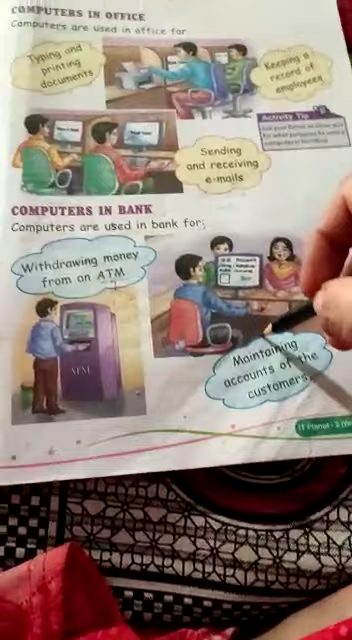 COMPUTERS IN OFFICE
Computers are used in office for
Typing and
printing
documents
Keeping a
record of
employees
Activity Tip
Sending
and receiving
e-mails
COMPUTERS IN BANK
Computers are used in bank for;
Withdrawing money
from an ATM
ATM
Maintaining
accounts of the
customers
IT Planet - 3